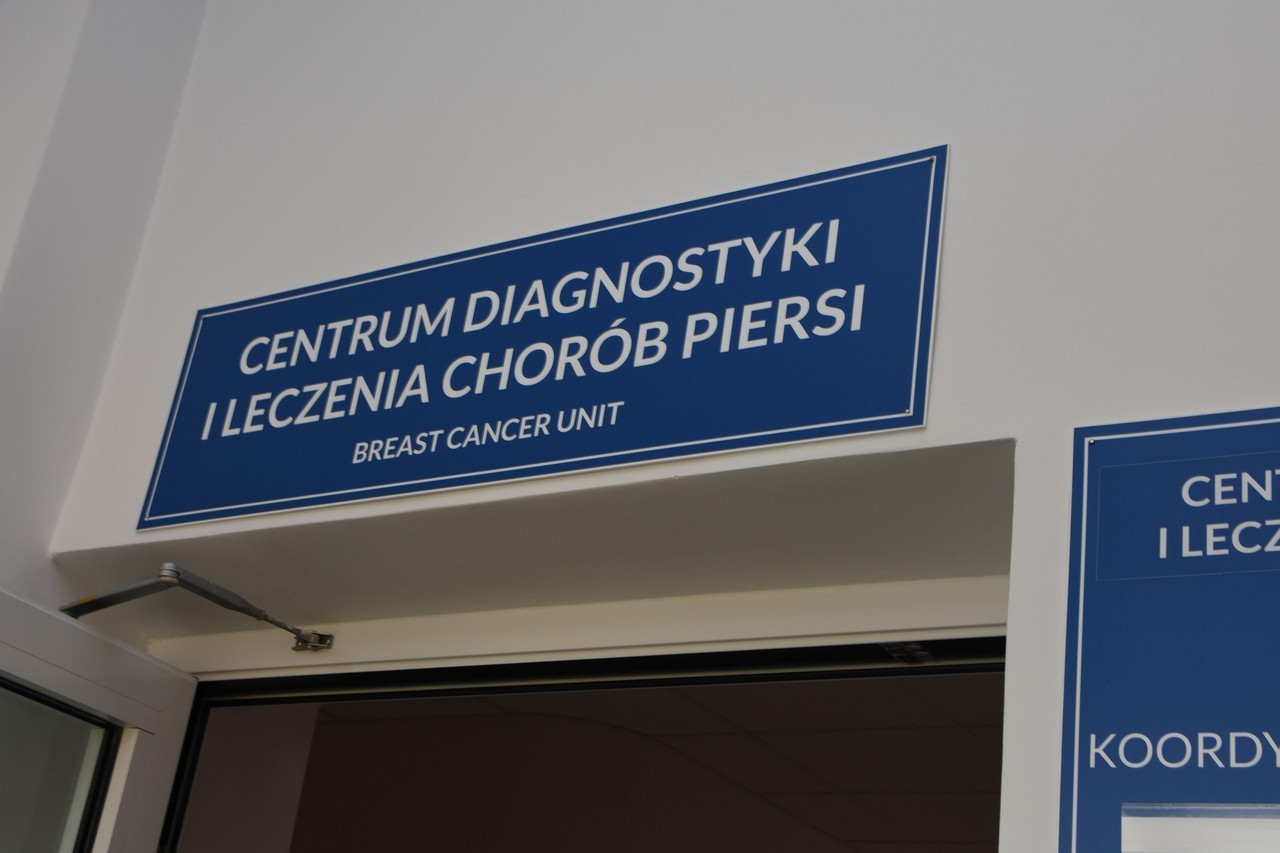 CENTRUM DIAGNOSTYKI
I LECZENIA CHORÓB PIERSI
BREAST CANCER UNIT